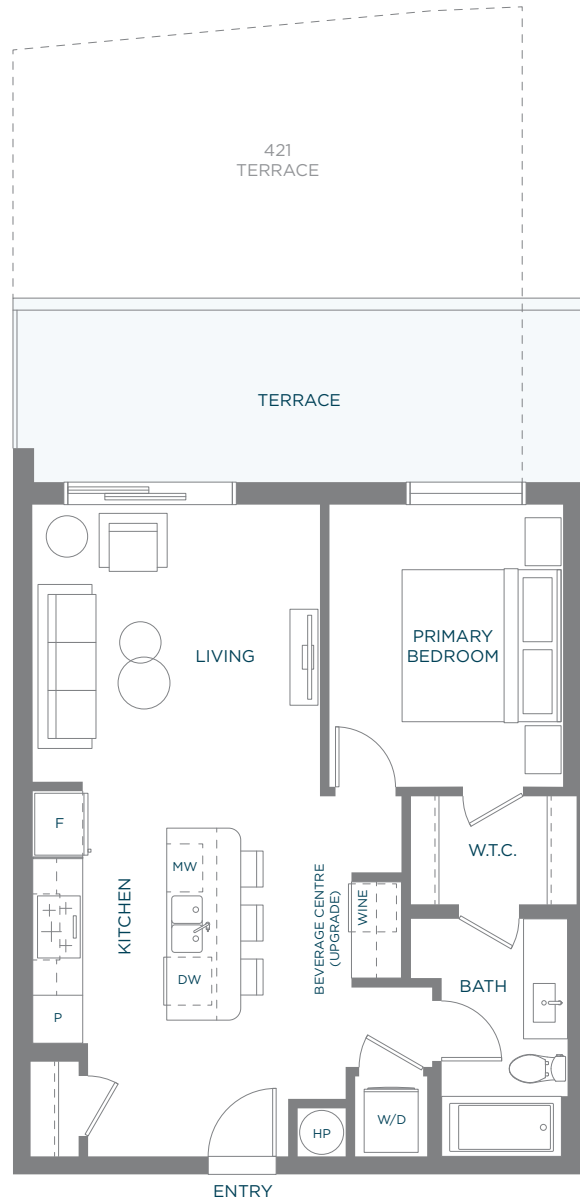 421
TERRACE
TERRACE
LIVING
PRIMARY
BEDROOM
F
MW
W.T.C.
KITCHEN
BEVERAGE CENTRE
(UPGRADE)
WINE
DW
BATH
P
HP
W/D
ENTRY